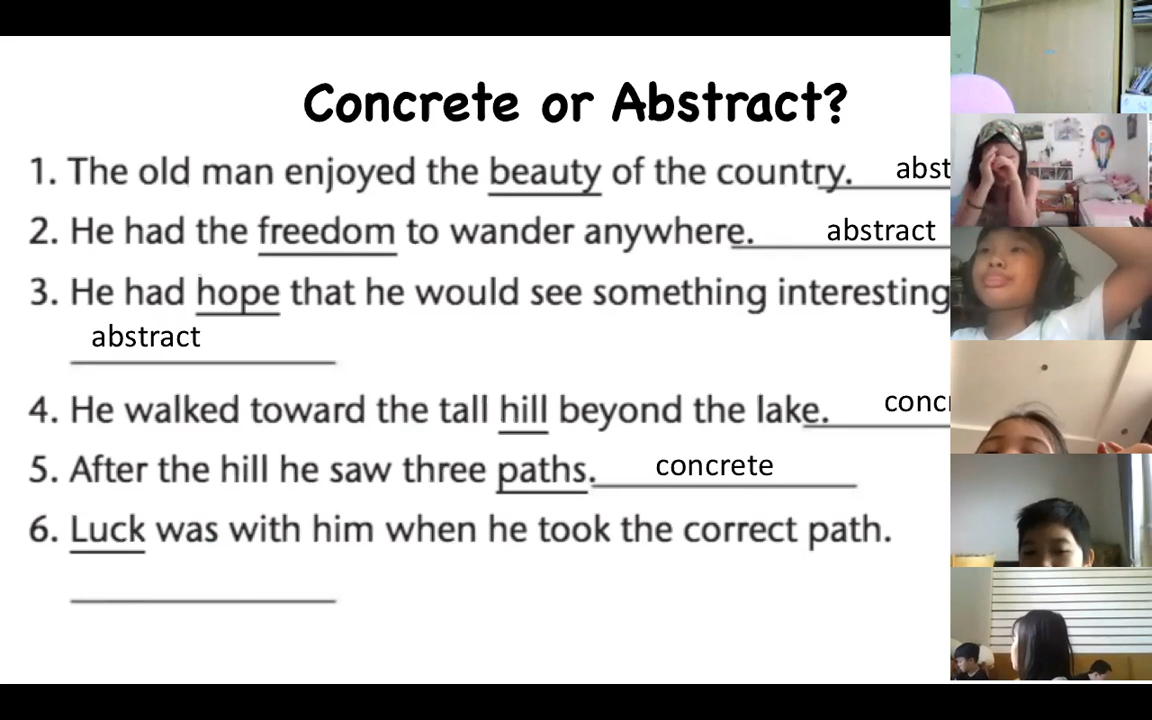 Concrete or Abstract?
1. The old man enjoyed the beauty of the country. abst
2. He had the freedom to wander anywhere. abstract
3. He had hope that he would see something interesting
abstract
4. He walked toward the tall hill beyond the lake. conc
5. After the hill he saw three paths. concrete
6. Luck was with him when he took the correct path.